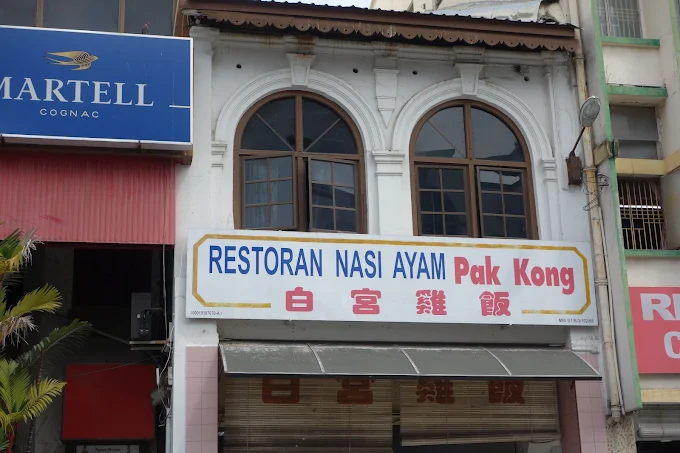 MARTELL
COGNAC
RESTORAN NASI AYAM Pak Kong
白宮雞飯
白宮雞飯